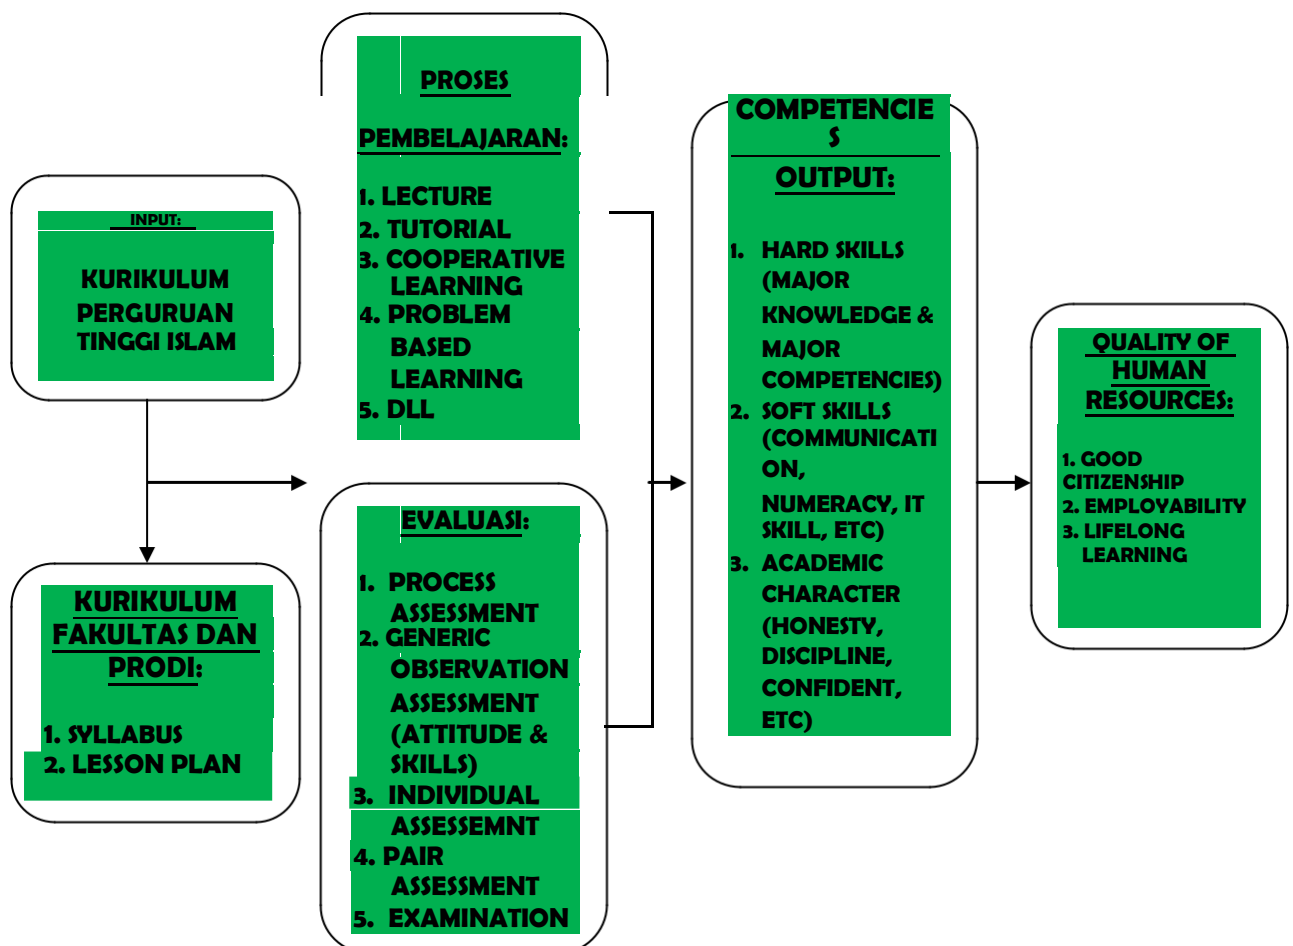 INPUT:
KURIKULUM
PERGURUAN
TINGGI ISLAM
KURIKULUM
FAKULTAS DAN
PRODI:
1. SYLLABUS
2. LESSON PLAN
PROSES
PEMBELAJARAN:
1. LECTURE
2. TUTORIAL
3. COOPERATIVE
LEARNING
4. PROBLEM
BASED
LEARNING
5. DLL
EVALUASI:
1. PROCESS
ASSESSMENT
2. GENERIC
OBSERVATION
ASSESSMENT
(ATTITUDE &
SKILLS)
3. INDIVIDUAL
ASSESSEMNT
4. PAIR
ASSESSMENT
5. EXAMINATION
COMPETENCIE
S
OUTPUT:
1. HARD SKILLS
(MAJOR
KNOWLEDGE &
MAJOR
COMPETENCIES)
2. SOFT SKILLS
(COMMUNICATI
ON,
NUMERACY, IT
SKILL, ETC)
3. ACADEMIC
CHARACTER
(HONESTY,
DISCIPLINE,
CONFIDENT,
ETC)
QUALITY OF
HUMAN
RESOURCES:
1. GOOD
CITIZENSHIP
2. EMPLOYABILITY
3. LIFELONG
LEARNING